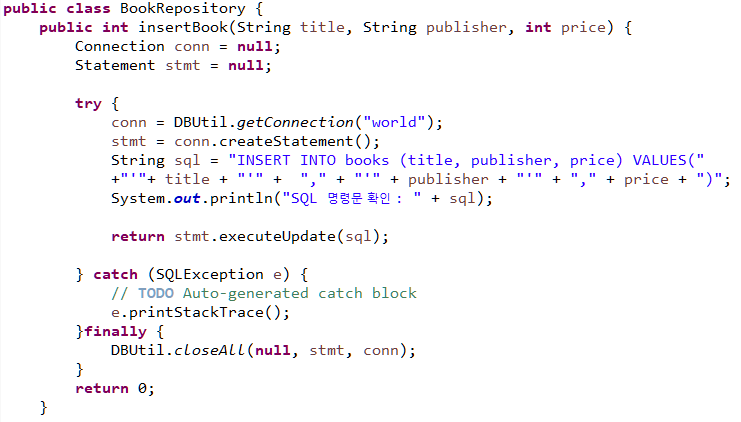 public class BookRepository {
    public int insertBook(String title, String publisher, int price) {
        Connection conn = null;
        Statement stmt = null;

        try {
            conn = DBUtil.getConnection("world");
            stmt = conn.createStatement();
            String sql = "INSERT INTO books (title, publisher, price) VALUES("
            +"'"+ title + "'" +  "," + "'" + publisher + "'" + "," + price + ")";
            System.out.println("SQL 명령문 확인 : " + sql);

            return stmt.executeUpdate(sql);

        } catch (SQLException e) {
            // TODO Auto-generated catch block
            e.printStackTrace();
        }finally {
            DBUtil.closeAll(null, stmt, conn);
        }
        return 0;
    }